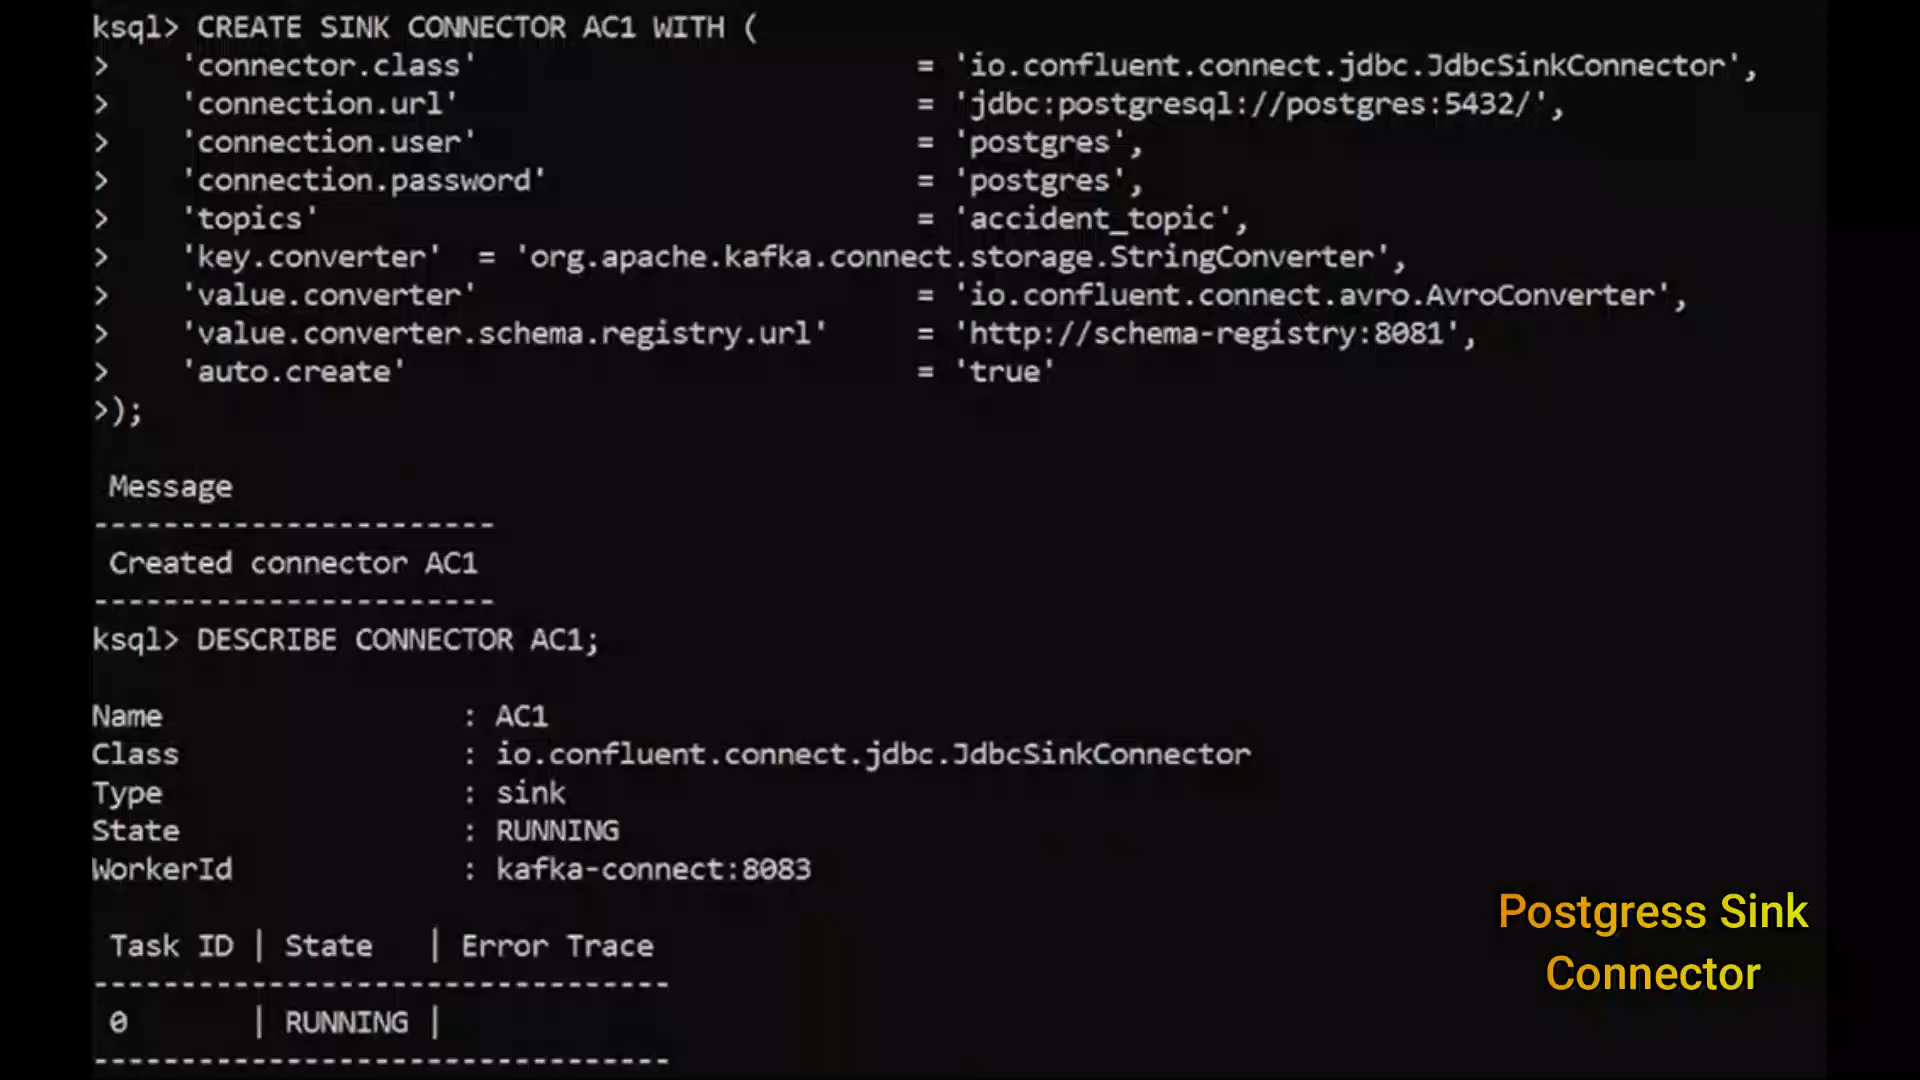 ksql> CREATE SINK CONNECTOR AC1 WITH (
>    'connector.class'                         = 'io.confluent.connect.jdbc.JdbcSinkConnector',
>    'connection.url'                          = 'jdbc:postgresql://postgres:5432/',
>    'connection.user'                         = 'postgres',
>    'connection.password'                     = 'postgres',
>    'topics'                                  = 'accident_topic',
>    'key.converter'  = 'org.apache.kafka.connect.storage.StringConverter',
>    'value.converter'                         = 'io.confluent.connect.avro.AvroConverter',
>    'value.converter.schema.registry.url'     = 'http://schema-registry:8081',
>    'auto.create'                             = 'true'
>);
Message
-----------------------
Created connector AC1
-----------------------
ksql> DESCRIBE CONNECTOR AC1;
Name                 : AC1
Class                : io.confluent.connect.jdbc.JdbcSinkConnector
Type                 : sink
State                : RUNNING
WorkerId             : kafka-connect:8083
Task ID | State   | Error Trace
---------------------------------
0       | RUNNING |
---------------------------------
Postgress Sink
Connector